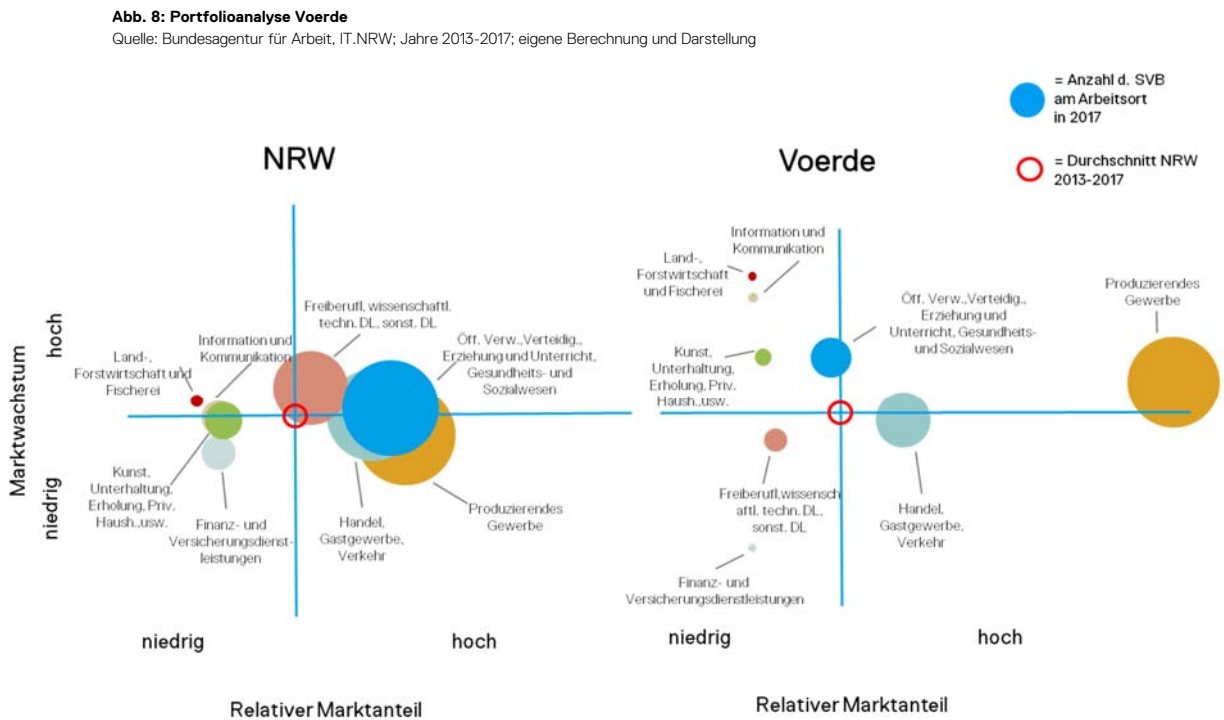 Abb. 8: Portfolioanalyse Voerde
Quelle: Bundesagentur für Arbeit, IT.NRW; Jahre 2013-2017; eigene Berechnung und Darstellung
= Anzahl d. SVB
am Arbeitsort
in 2017
= Durchschnitt NRW
2013-2017
NRW
Freiberufl, wissenschaftl.
techn. DL, sonst. DL
Information und
Kommunikation
Land-,
Forstwirtschaft und
Fischerei
Öff. Verw.,Verteidig.,
Erziehung und Unterricht,
Gesundheits- und
Sozialwesen
Kunst,
Unterhaltung,
Erholung, Priv.
Haush.,usw.
Finanz- und
Versicherungsdienst-
leistungen
Handel,
Gastgewerbe,
Verkehr
Produzierendes
Gewerbe
Marktwachstum
hoch
niedrig
niedrig
hoch
Relativer Marktanteil
Voerde
Information und
Kommunikation
Land-,
Forstwirtschaft
und Fischerei
Öff. Verw.,Verteidig.,
Erziehung und
Unterricht, Gesundheits-
und Sozialwesen
Produzierendes
Gewerbe
Kunst,
Unterhaltung,
Erholung, Priv.
Haush.,usw.
Freiberufl,wissensch
aftl. techn. DL,
sonst. DL
Handel,
Gastgewerbe,
Verkehr
Finanz- und
Versicherungsdienstleistungen
niedrig
hoch
Relativer Marktanteil